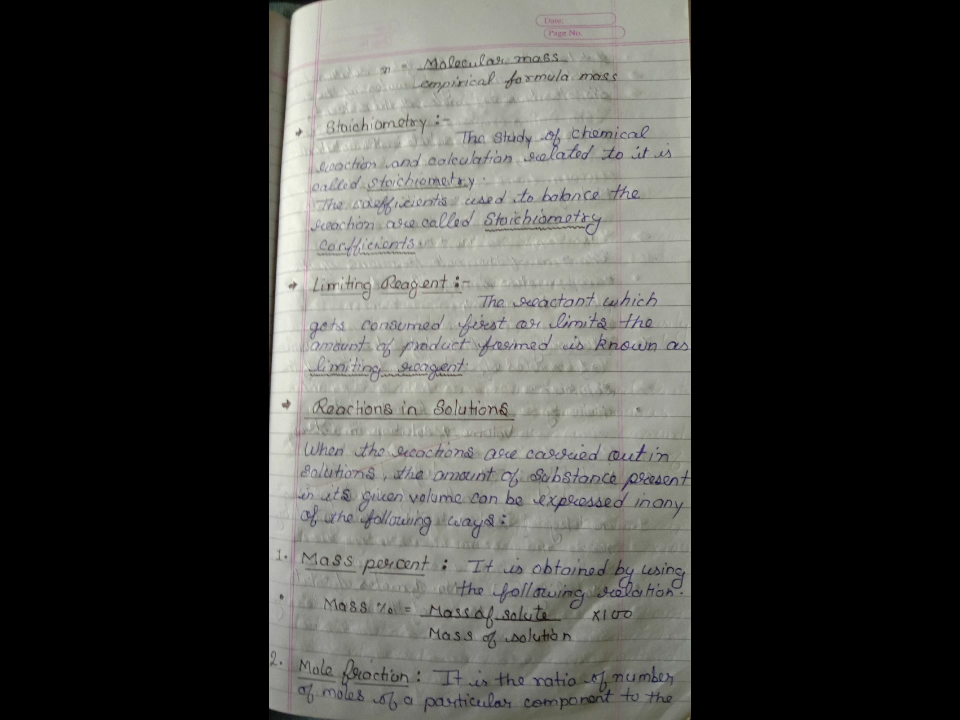 Date:
Page No.
n = Molecular mass
empirical formula mass
→ Stoichiometry :-
The study of chemical
reaction and calculation related to it is
called stoichiometry.
The coefficients used to balance the
reaction are called Stoichiometry
coefficients.
→ Limiting Reagent :-
The reactant which
gets consumed first or limits the
amount of product formed is known as
limiting reagent.
→ Reactions in Solutions
When the reactions are carried out in
solutions, the amount of substance present
in its given volume can be expressed in any
of the following ways :
1. Mass percent : It is obtained by using
the following relation.
• Mass % = Mass of solute x100
Mass of solution
2. Mole fraction : It is the ratio of number
of moles of a particular component to the